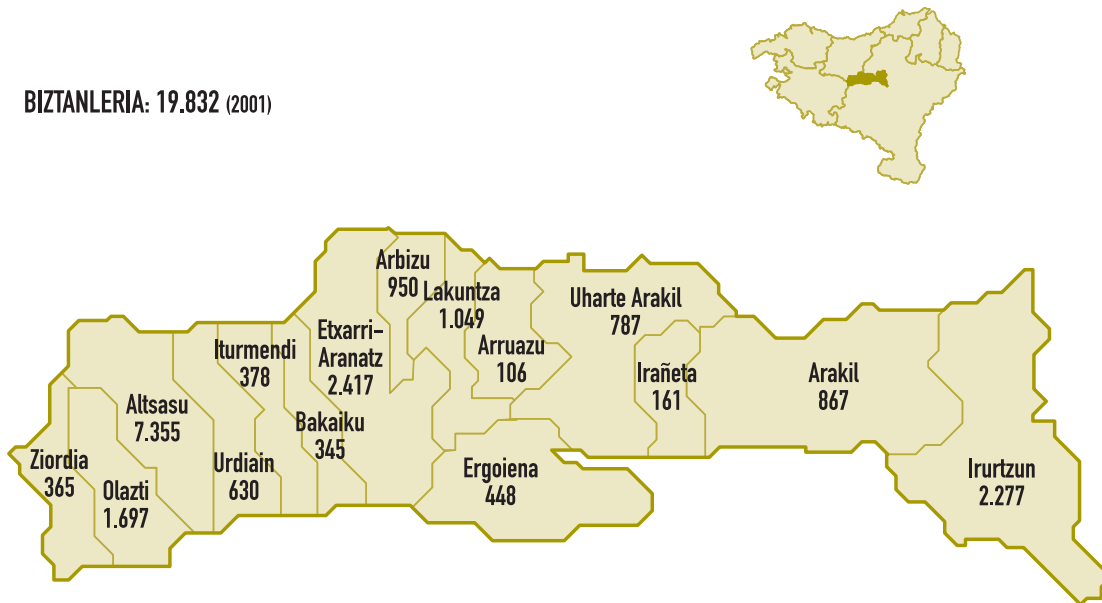 BIZTANLERIA: 19.832 (2001)
Arbizu
950
Lakuntza
1.049
Uharte Arakil
787
Etxarri-
Aranatz
2.417
Iturmendi
378
Arruazu
106
Irañeta
161
Arakil
867
Altsasu
7.355
Bakaiku
345
Ziordia
365
Olazti
1.697
Urdiain
630
Ergoiena
448
Irurtzun
2.277